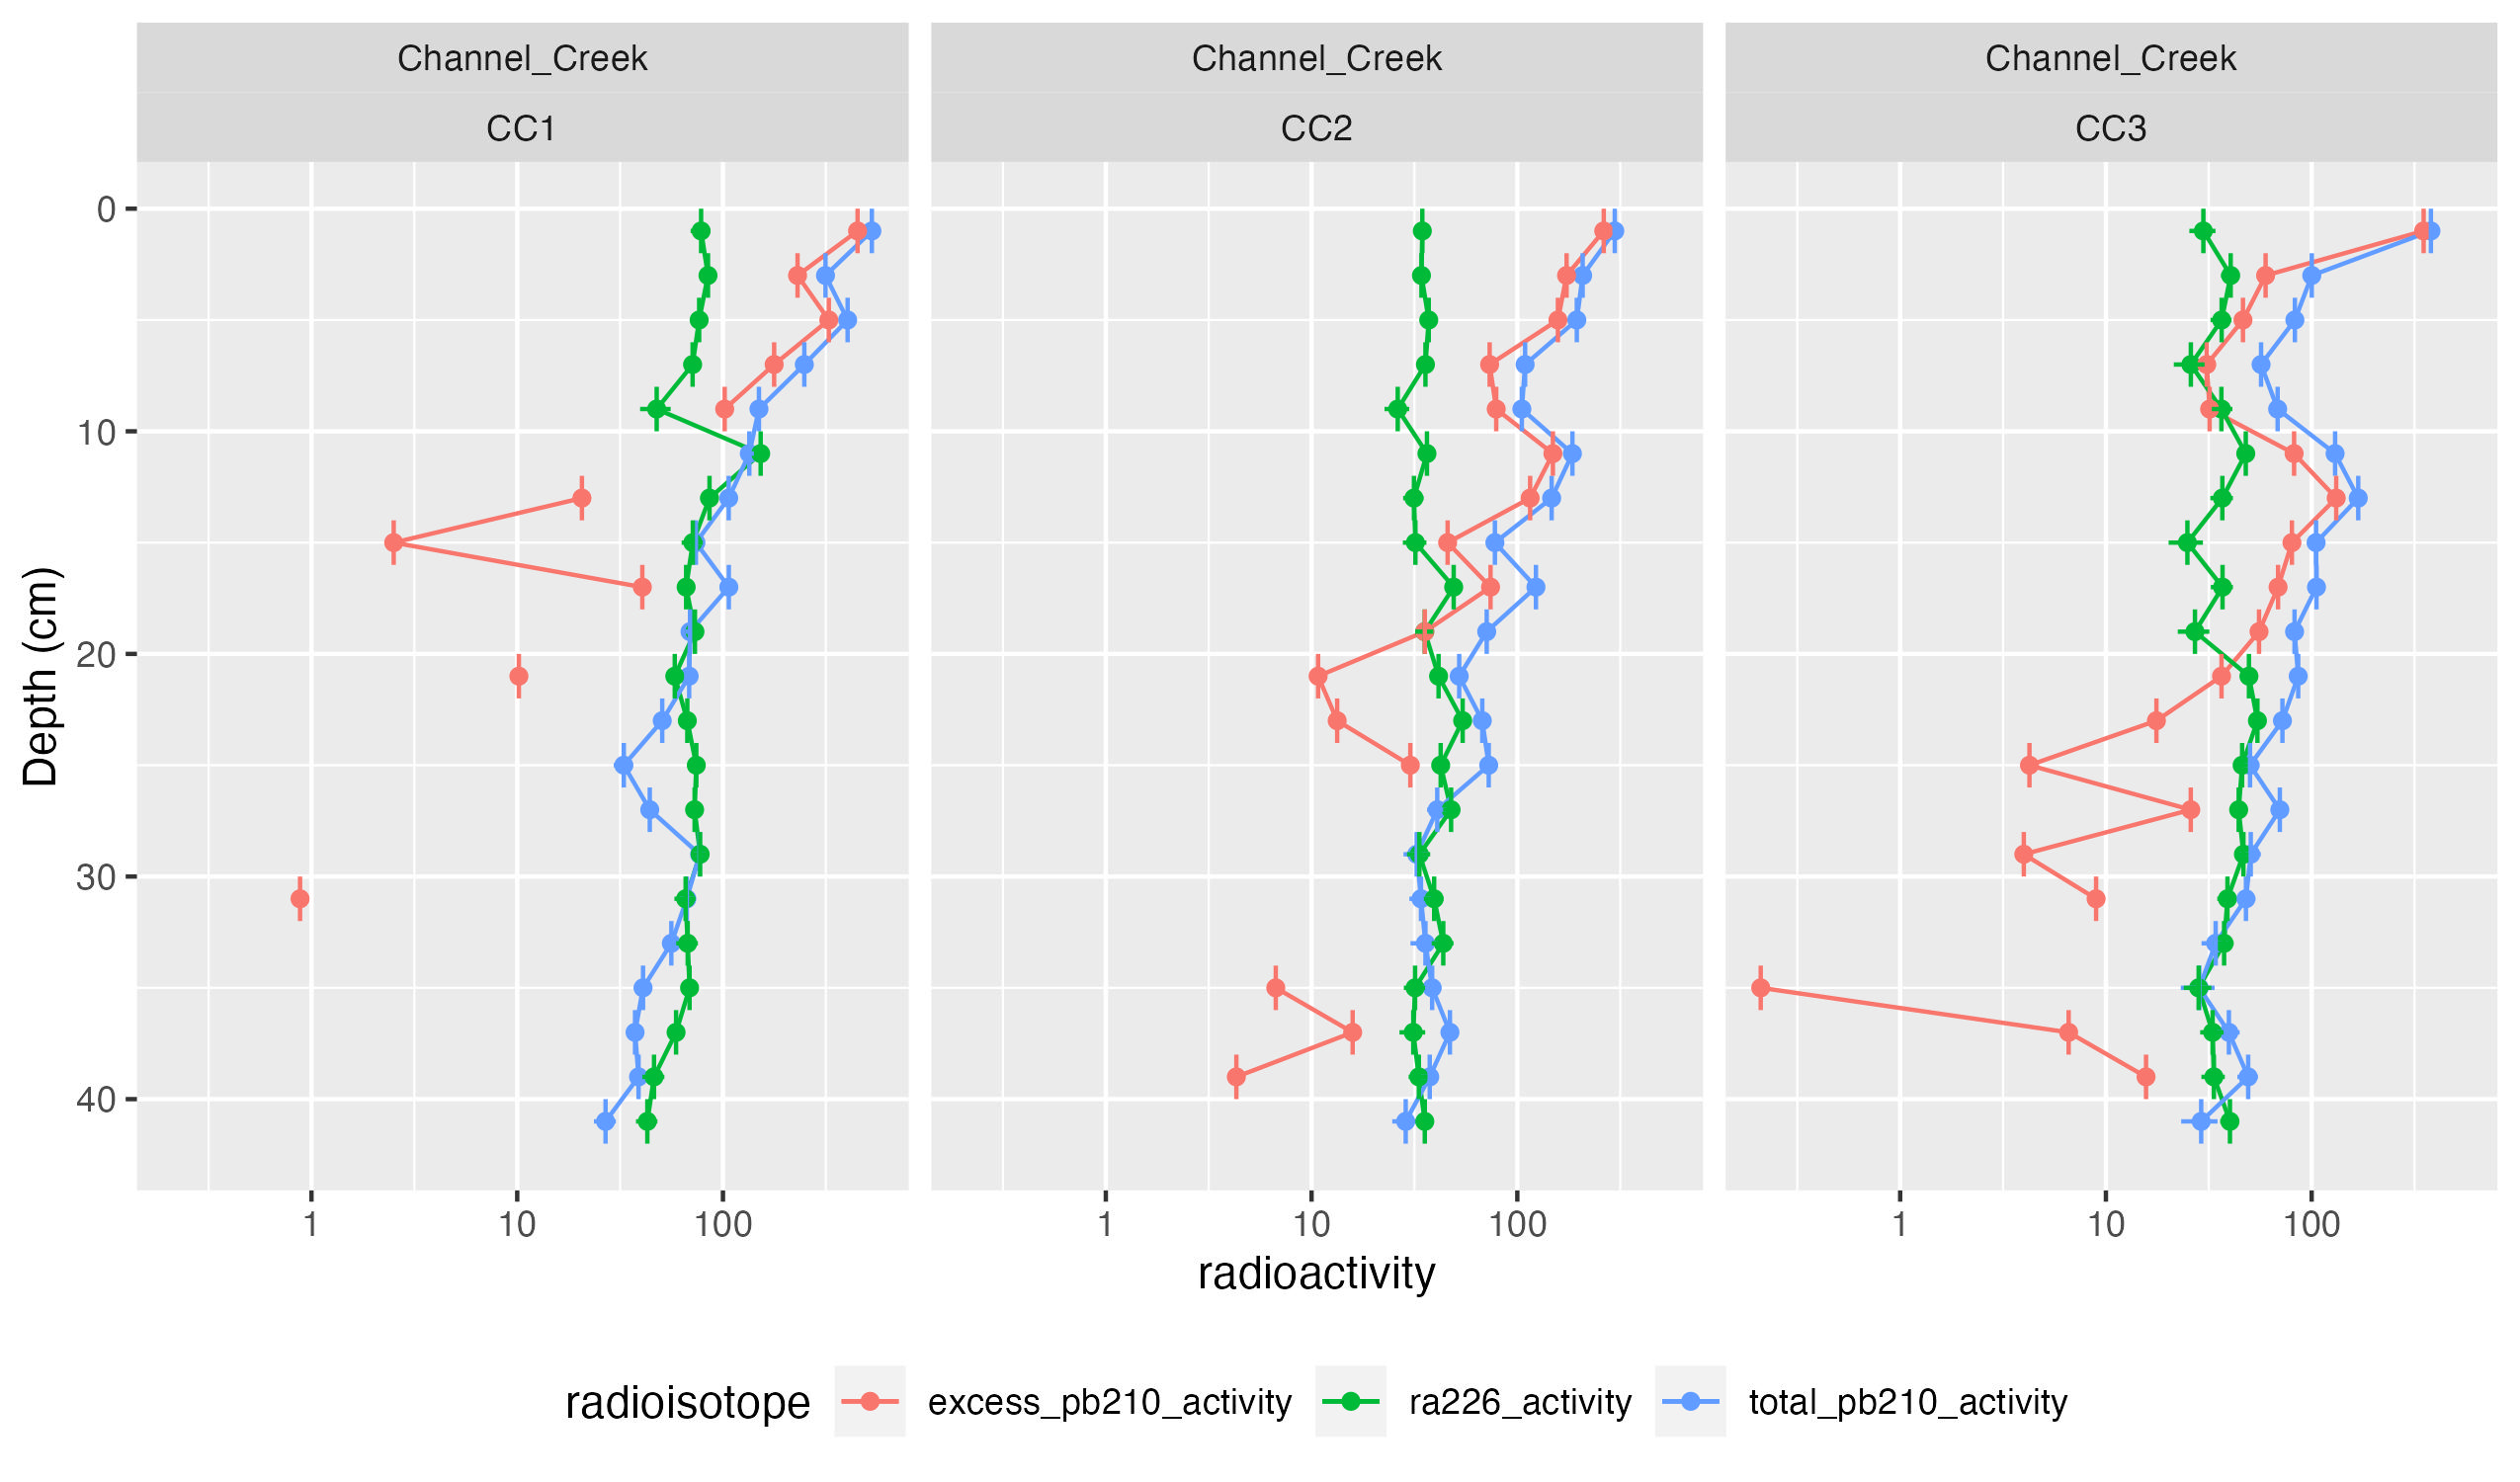 Channel_Creek Channel_Creek Channel_Creek
CC1 CC2 CC3
0
10
20
30
40
Depth (cm)
1 10 100 1 10 100 1 10 100
radioactivity
radioisotope excess_pb210_activity ra226_activity total_pb210_activity